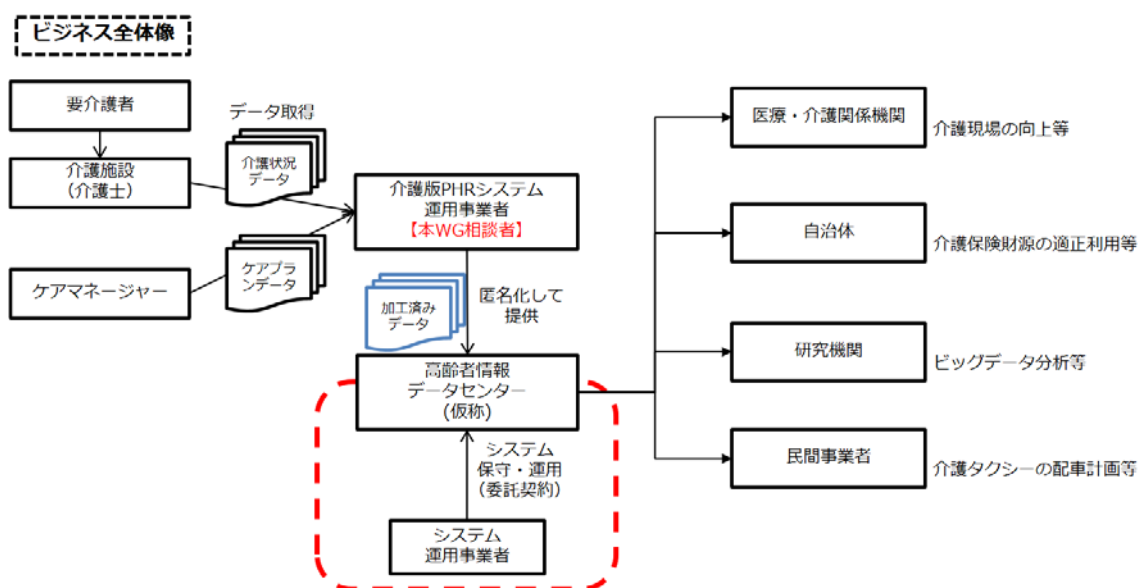 ビジネス全体像
要介護者
データ取得
介護施設
(介護士)
介護状況
データ
ケアマネージャー
ケアプラ
ンデータ
介護版PHRシステム
運用事業者
【本WG相談者】
加工済み
データ
匿名化して
提供
高齢者情報
データセンター
(仮称)
システム
保守・運用
(委託契約)
システム
運用事業者
医療・介護関係機関
介護現場の向上等
自治体
介護保険財源の適正利用等
研究機関
ビッグデータ分析等
民間事業者
介護タクシーの配車計画等